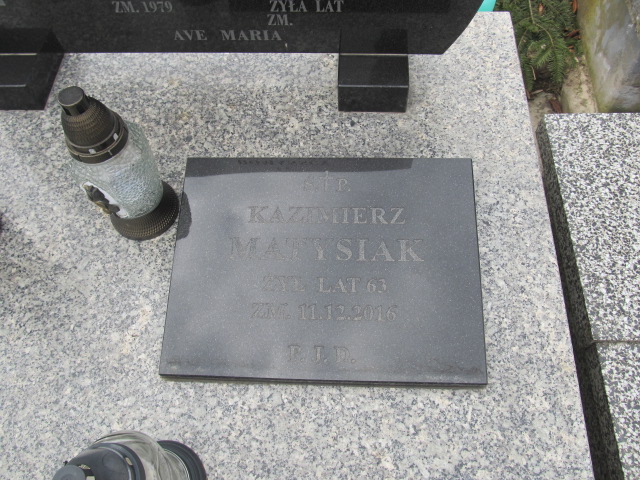 ZM. 1979
ŻYŁA LAT
ZM.
AVE MARIA
Ś.†P.
KAZIMIERZ
MATYSIAK
ŻYŁ LAT 63
ZM. 11.12.2016
P. J. D.